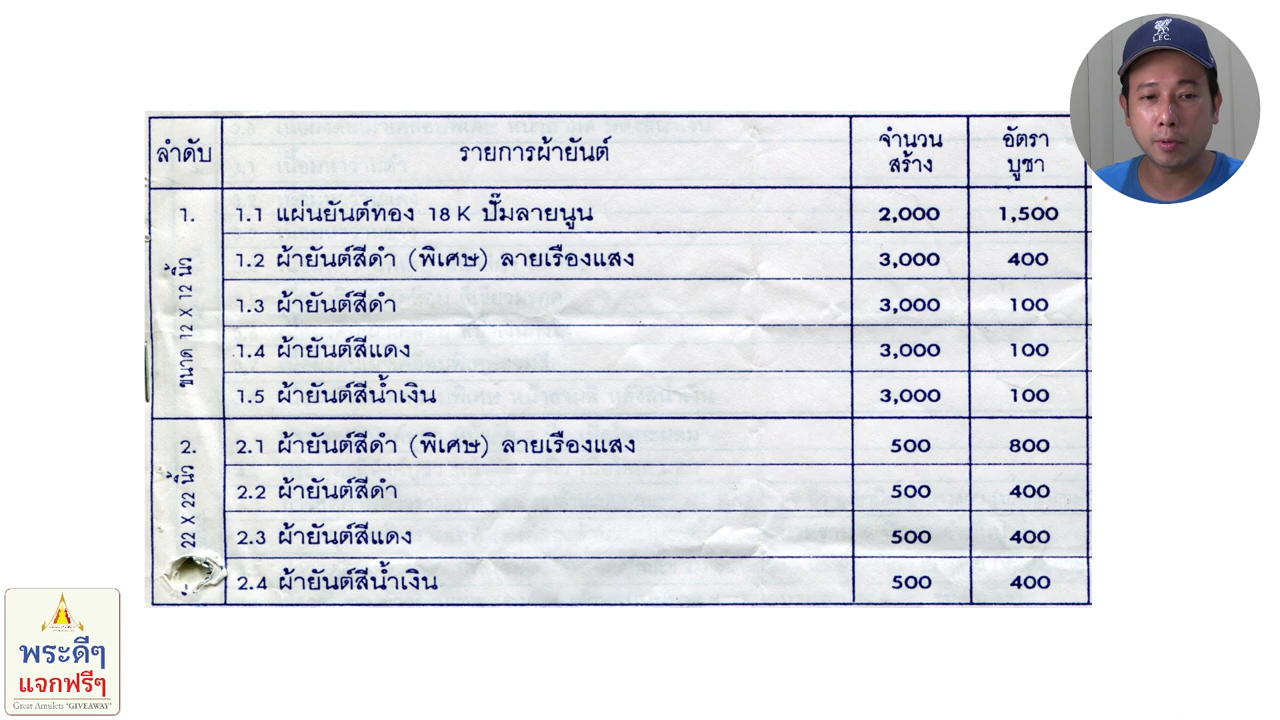 L.F.C.
ลำดับ รายการผ้ายันต์ จำนวนสร้าง อัตราบูชา
1. 1.1 แผ่นยันต์ทอง 18 K ปั๊มลายนูน 2,000 1,500
ขนาด 12 X 12 นิ้ว
1.2 ผ้ายันต์สีดำ (พิเศษ) ลายเรืองแสง 3,000 400
1.3 ผ้ายันต์สีดำ 3,000 100
1.4 ผ้ายันต์สีแดง 3,000 100
1.5 ผ้ายันต์สีน้ำเงิน 3,000 100
2. 2.1 ผ้ายันต์สีดำ (พิเศษ) ลายเรืองแสง 500 800
22 X 22 นิ้ว
2.2 ผ้ายันต์สีดำ 500 400
2.3 ผ้ายันต์สีแดง 500 400
2.4 ผ้ายันต์สีน้ำเงิน 500 400
พระดีๆ
แจกฟรีๆ
Great Amulets 'GIVEAWAY'